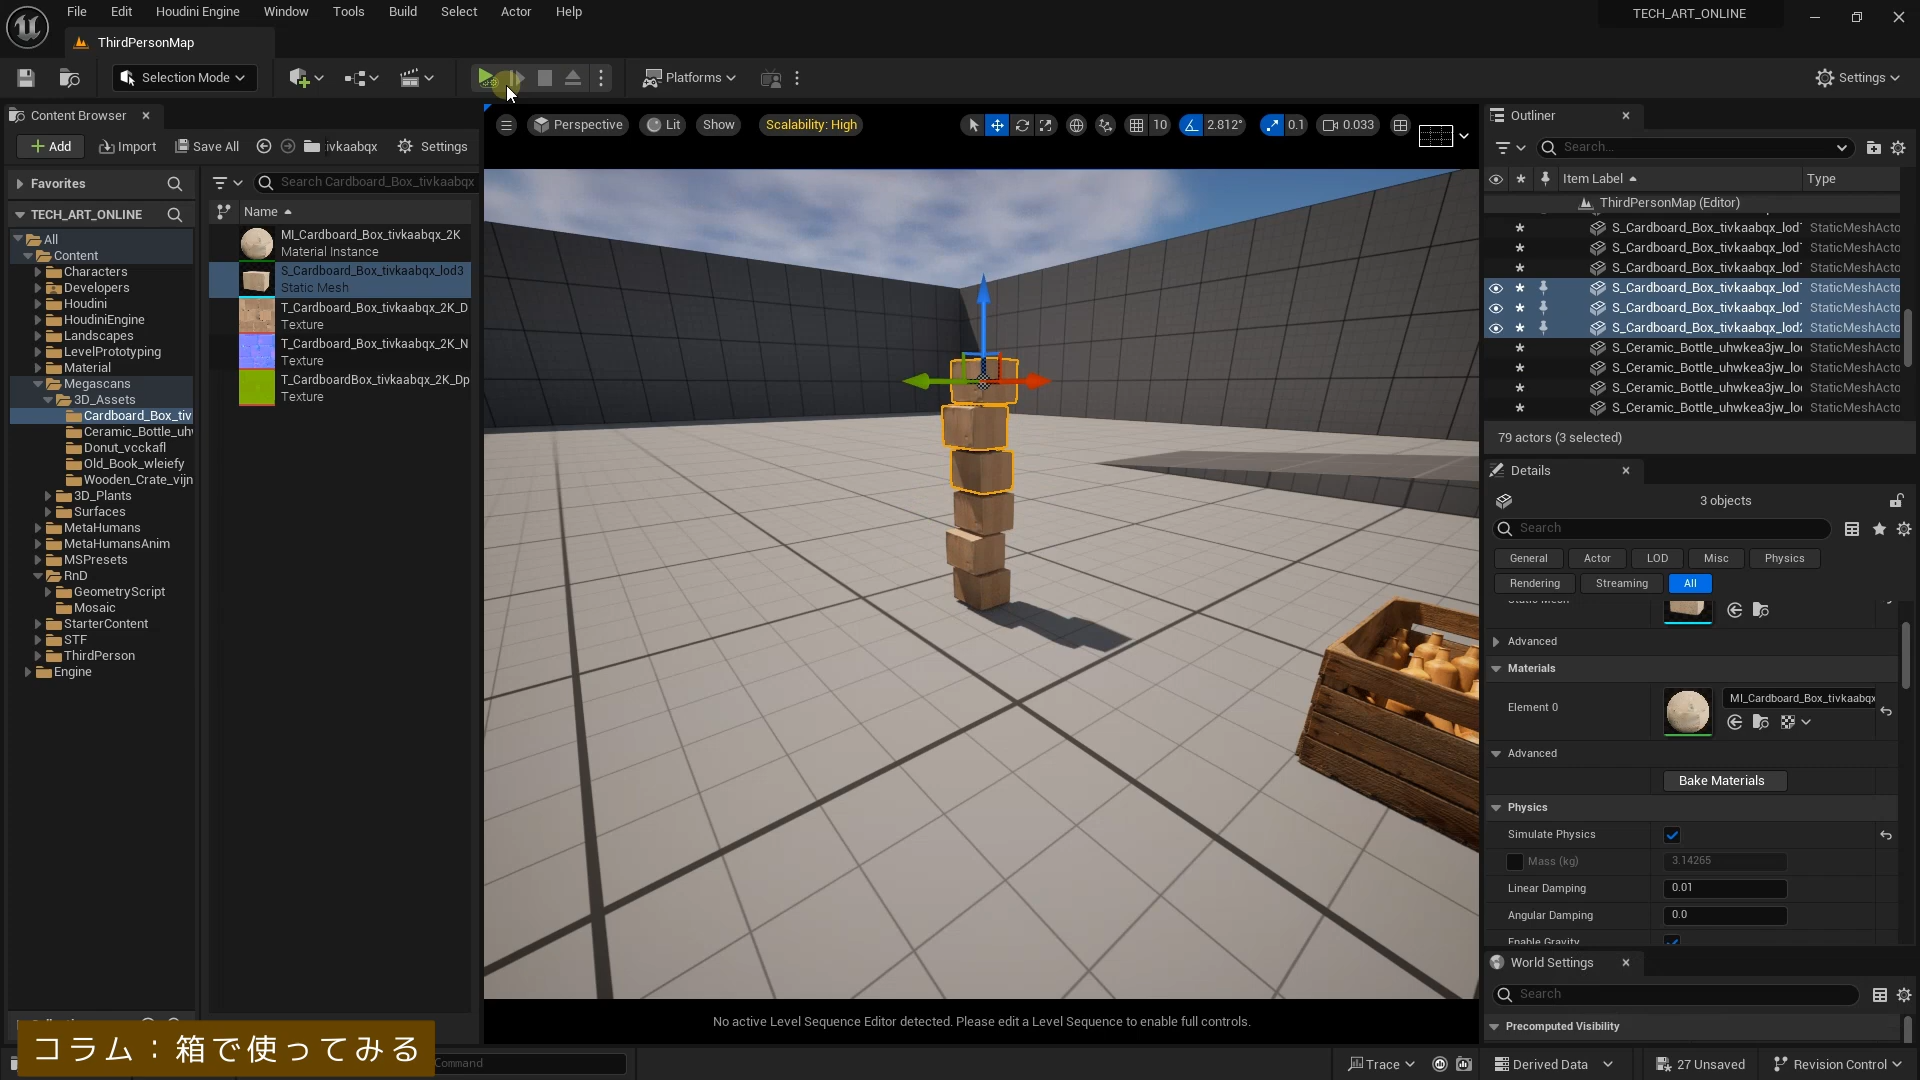 File Edit Houdini Engine Window Tools Build Select Actor Help
TECH_ART_ONLINE
ThirdPersonMap
Selection Mode
Platforms
Settings
Content Browser
Add Import Save All ivkaabqx Settings
Favorites
Search Cardboard_Box_tivkaabqx
TECH_ART_ONLINE
All
Content
Characters
Developers
Houdini
HoudiniEngine
Landscapes
LevelPrototyping
Material
Megascans
3D_Assets
Cardboard_Box_tiv
Ceramic_Bottle_uh
Donut_vcckafl
Old_Book_wleiefy
Wooden_Crate_vijn
3D_Plants
Surfaces
MetaHumans
MetaHumansAnim
MSPresets
RnD
GeometryScript
Mosaic
StarterContent
STF
ThirdPerson
Engine
Name
MI_Cardboard_Box_tivkaabqx_2K
Material Instance
S_Cardboard_Box_tivkaabqx_lod3
Static Mesh
T_Cardboard_Box_tivkaabqx_2K_D
Texture
T_Cardboard_Box_tivkaabqx_2K_N
Texture
T_CardboardBox_tivkaabqx_2K_Dp
Texture
Perspective Lit Show Scalability: High 10 2.812° 0.1 0.033
No active Level Sequence Editor detected. Please edit a Level Sequence to enable full controls.
Outliner
Search...
Item Label Type
ThirdPersonMap (Editor)
S_Cardboard_Box_tivkaabqx_lod StaticMeshActo
S_Cardboard_Box_tivkaabqx_lod StaticMeshActo
S_Cardboard_Box_tivkaabqx_lod StaticMeshActo
S_Cardboard_Box_tivkaabqx_lod StaticMeshActo
S_Cardboard_Box_tivkaabqx_lod StaticMeshActo
S_Cardboard_Box_tivkaabqx_lod StaticMeshActo
S_Ceramic_Bottle_uhwkea3jw_lo StaticMeshActo
S_Ceramic_Bottle_uhwkea3jw_lo StaticMeshActo
S_Ceramic_Bottle_uhwkea3jw_lo StaticMeshActo
S_Ceramic_Bottle_uhwkea3jw_lo StaticMeshActo
79 actors (3 selected)
Details
3 objects
Search
General Actor LOD Misc Physics
Rendering Streaming All
Advanced
Materials
Element 0 MI_Cardboard_Box_tivkaabqx
Advanced
Bake Materials
Physics
Simulate Physics
Mass (kg) 3.14265
Linear Damping 0.01
Angular Damping 0.0
Enable Gravity
World Settings
Search
Precomputed Visibility
コラム：箱で使ってみる
Command
Trace Derived Data 27 Unsaved Revision Control